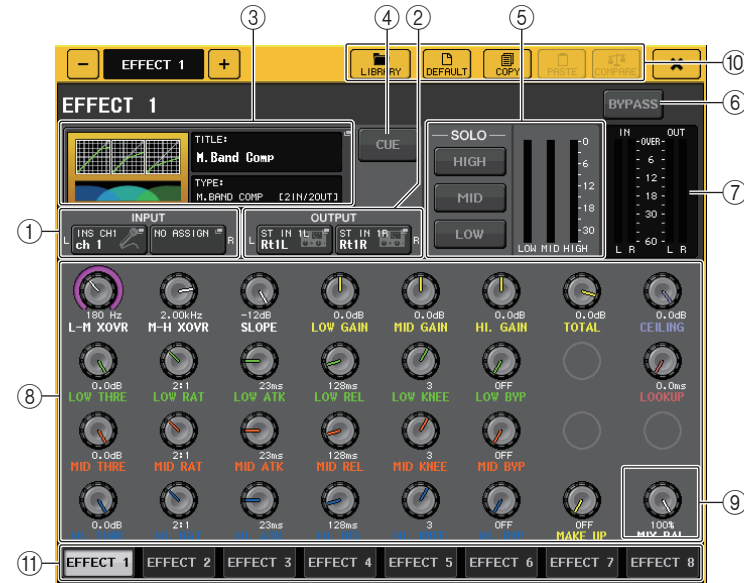 ③ ④ ② ⑤
− EFFECT 1 + LIBRARY DEFAULT COPY PASTE COMPARE × ⑩
EFFECT 1 BYPASS ⑥
TITLE:
M.Band Comp
TYPE:
M.BAND COMP [2IN/2OUT]
CUE
SOLO
HIGH
MID
LOW
0
6
12
18
30
LOW MID HIGH
IN OUT
OVER
6
12
18
30
60
L R L R
⑦
① INPUT
L INS CH1 NO ASSIGN R
ch 1
OUTPUT
L ST IN 1L ST IN 1R R
Rt1L Rt1R
180 Hz 2.00kHz -12dB 0.0dB 0.0dB 0.0dB 0.0dB 0.0dB
L-M XOVR M-H XOVR SLOPE LOW GAIN MID GAIN HI. GAIN TOTAL CEILING
⑧
0.0dB 2:1 23ms 128ms 3 OFF 0.0ms
LOW THRE LOW RAT LOW ATK LOW REL LOW KNEE LOW BYP LOOKUP
0.0dB 2:1 23ms 128ms 3 OFF
MID THRE MID RAT MID ATK MID REL MID KNEE MID BYP
⑨
0.0dB 2:1 23ms 128ms 3 OFF OFF 100%
MAKE UP MIX BAL
⑪ EFFECT 1 EFFECT 2 EFFECT 3 EFFECT 4 EFFECT 5 EFFECT 6 EFFECT 7 EFFECT 8